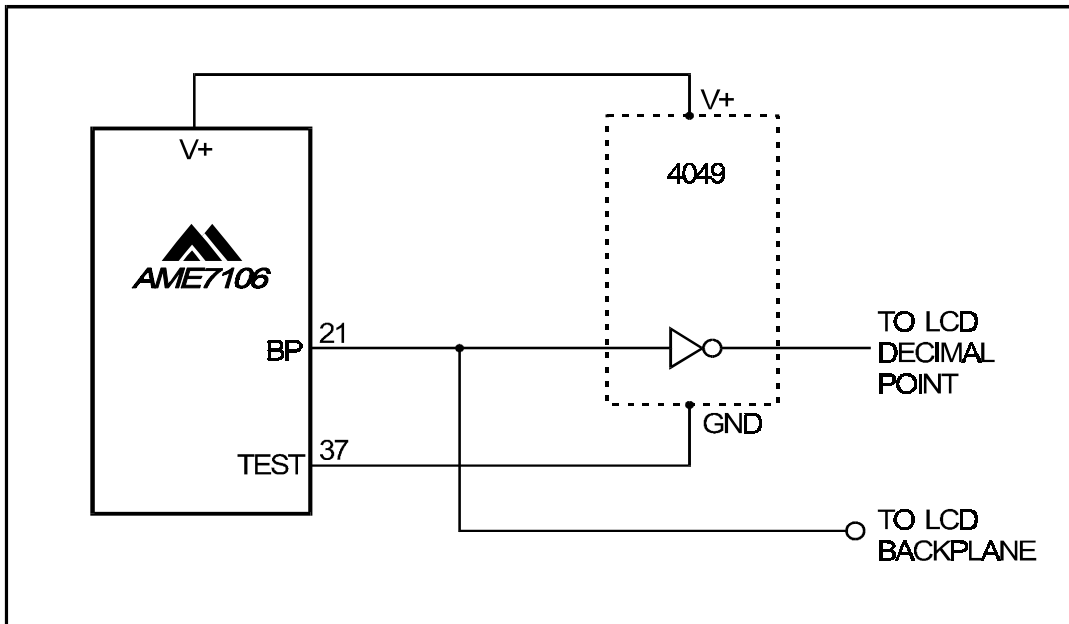 V+
V+
4049
AME7106
BP
21
TO LCD
DECIMAL
POINT
GND
TEST
37
TO LCD
BACKPLANE